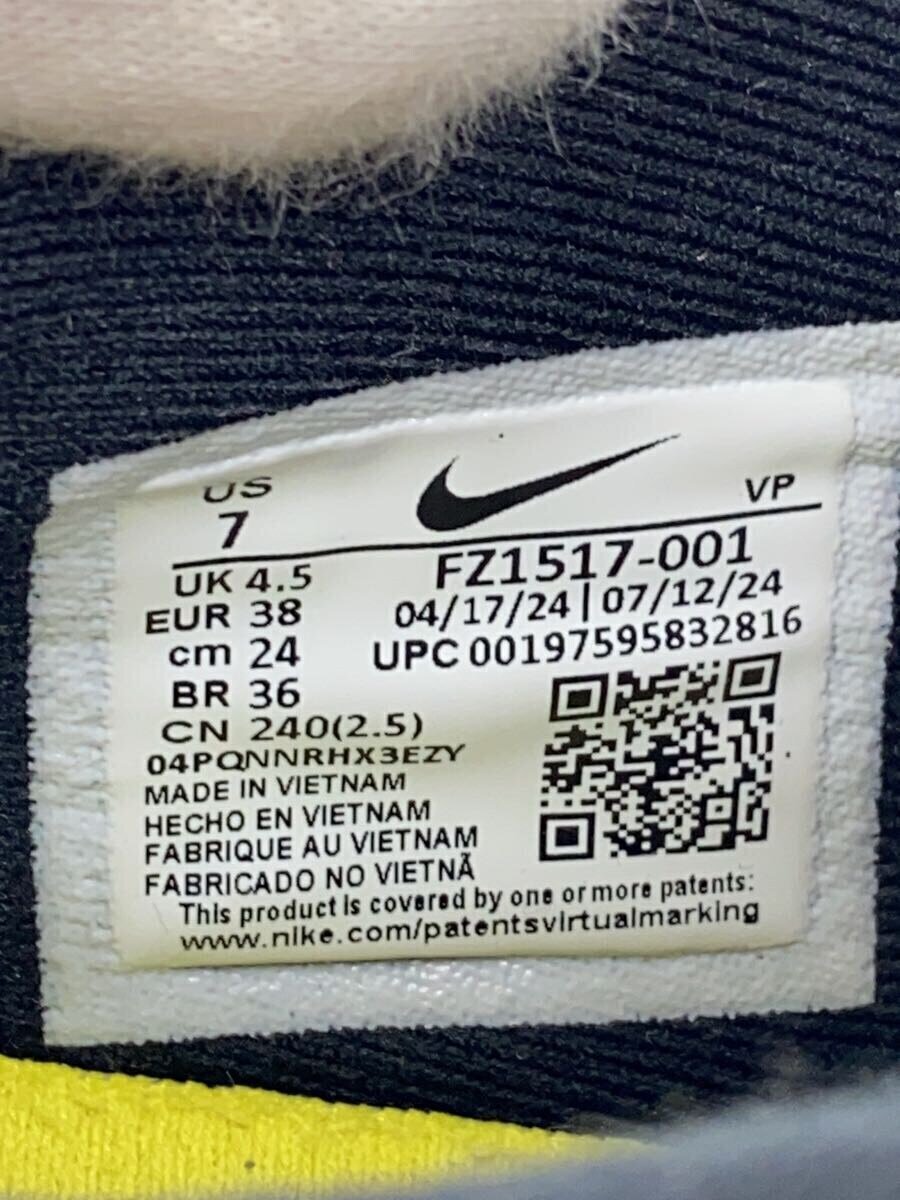 US
7
VP
UK 4.5
EUR 38
cm 24
BR 36
CN 240(2.5)
FZ1517-001
04/17/24 | 07/12/24
UPC 00197595832816
04PQNNRHX3EZY
MADE IN VIETNAM
HECHO EN VIETNAM
FABRIQUE AU VIETNAM
FABRICADO NO VIETNÃ
This product is covered by one or more patents:
www.nike.com/patentsvirtualmarking